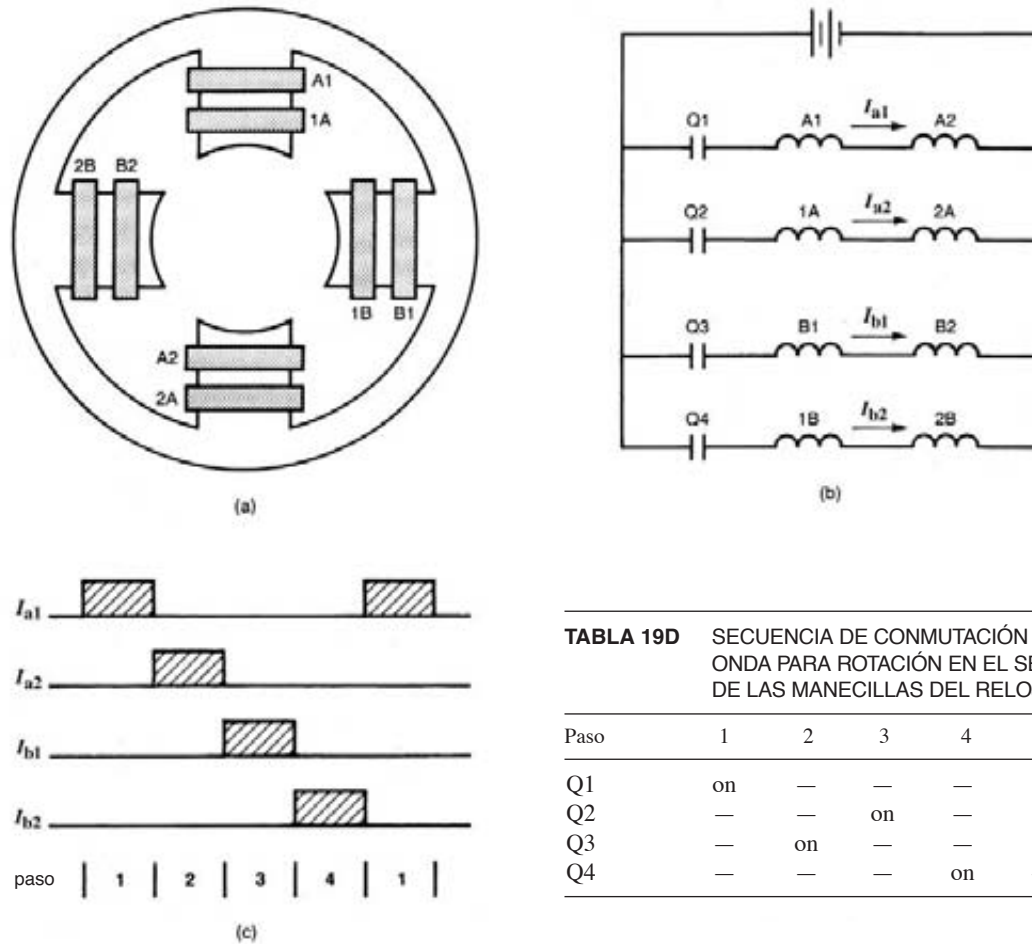 A1
1A
2B B2
1B B1
A2
2A
(a)
Q1 A1 Ia1 A2
Q2 1A Ia2 2A
Q3 B1 Ib1 B2
Q4 1B Ib2 2B
(b)
Ia1
Ia2
Ib1
Ib2
paso 1 2 3 4 1
(c)
TABLA 19D SECUENCIA DE CONMUTACIÓN
ONDA PARA ROTACIÓN EN EL
DE LAS MANECILLAS DEL
Paso 1 2 3 4
Q1 on — — —
Q2 — — on —
Q3 — on — —
Q4 — — — on